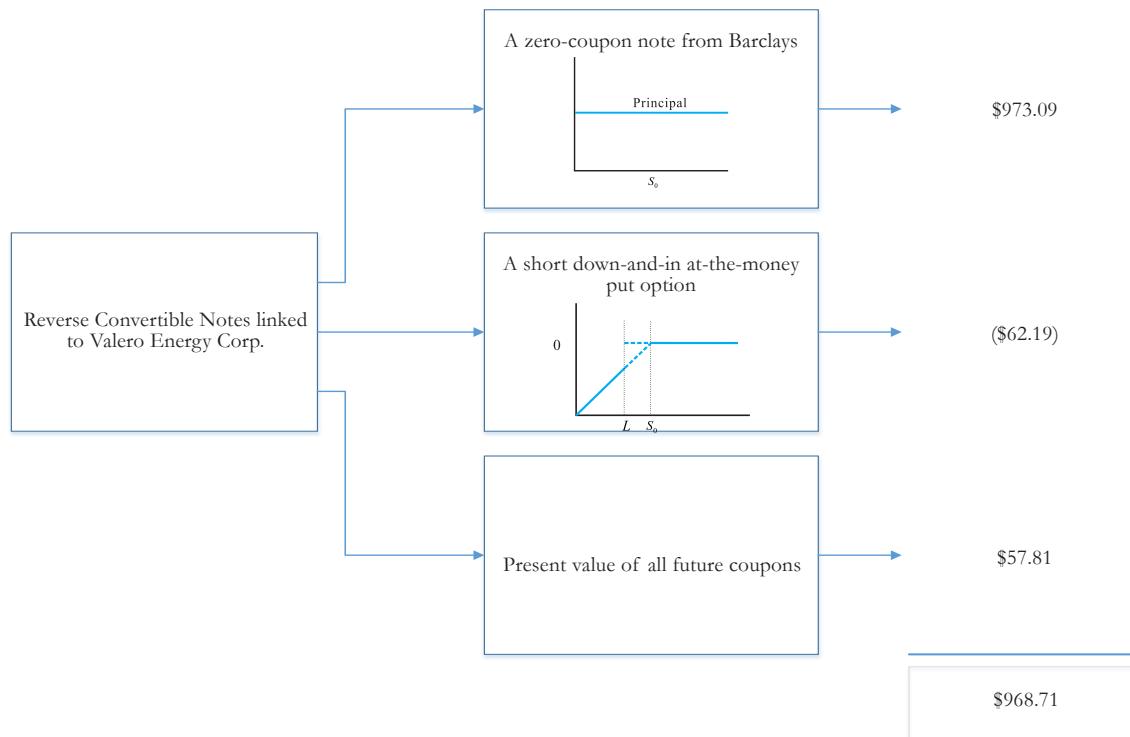 A zero-coupon note from Barclays
Principal
S₀
$973.09
Reverse Convertible Notes linked
to Valero Energy Corp.
A short down-and-in at-the-money
put option
0
L S₀
($62.19)
Present value of all future coupons
$57.81
$968.71